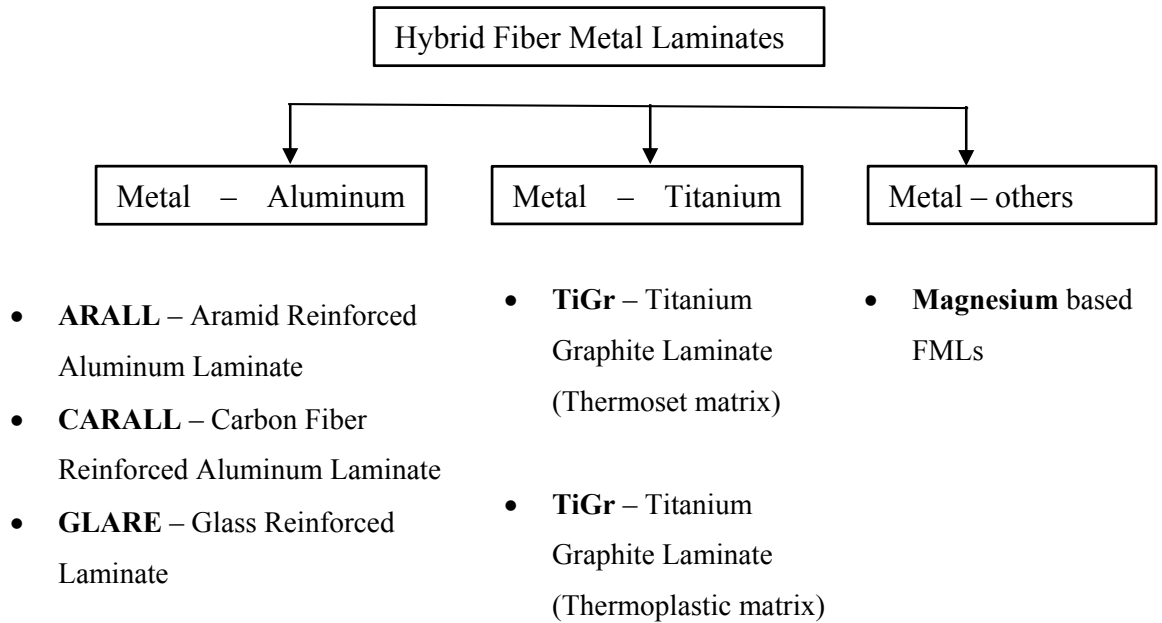 Hybrid Fiber Metal Laminates
Metal – Aluminum
Metal – Titanium
Metal – others
• ARALL – Aramid Reinforced
Aluminum Laminate
• CARALL – Carbon Fiber
Reinforced Aluminum Laminate
• GLARE – Glass Reinforced
Laminate
• TiGr – Titanium
Graphite Laminate
(Thermoset matrix)
• TiGr – Titanium
Graphite Laminate
(Thermoplastic matrix)
• Magnesium based
FMLs